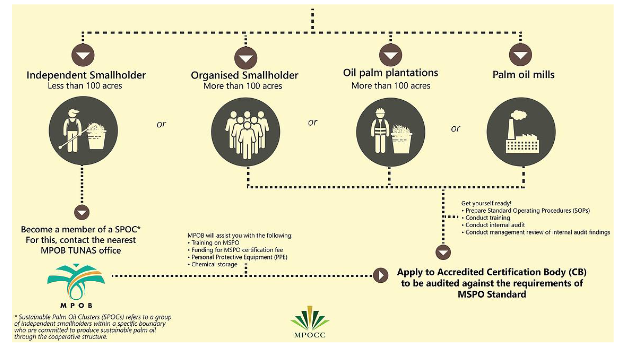 Independent Smallholder
Less than 100 acres
or
Organised Smallholder
More than 100 acres
or
Oil palm plantations
More than 100 acres
or
Palm oil mills
Become a member of a SPOC*
For this, contact the nearest
MPOB TUNAS office
MPOB will assist you with the following:
• Training on MSPO
• Funding for MSPO certification fee
• Personal Protective Equipment (PPE)
• Chemical storage
Get yourself ready!
• Prepare Standard Operating Procedures (SOPs)
• Conduct training
• Conduct internal audit
• Conduct management review of internal audit findings
Apply to Accredited Certification Body (CB)
to be audited against the requirements of
MSPO Standard
MPOB
* Sustainable Palm Oil Clusters (SPOCs) refers to a group
of independent smallholders within a specific boundary
who are committed to produce sustainable palm oil
through the cooperative structure.
MPOCC